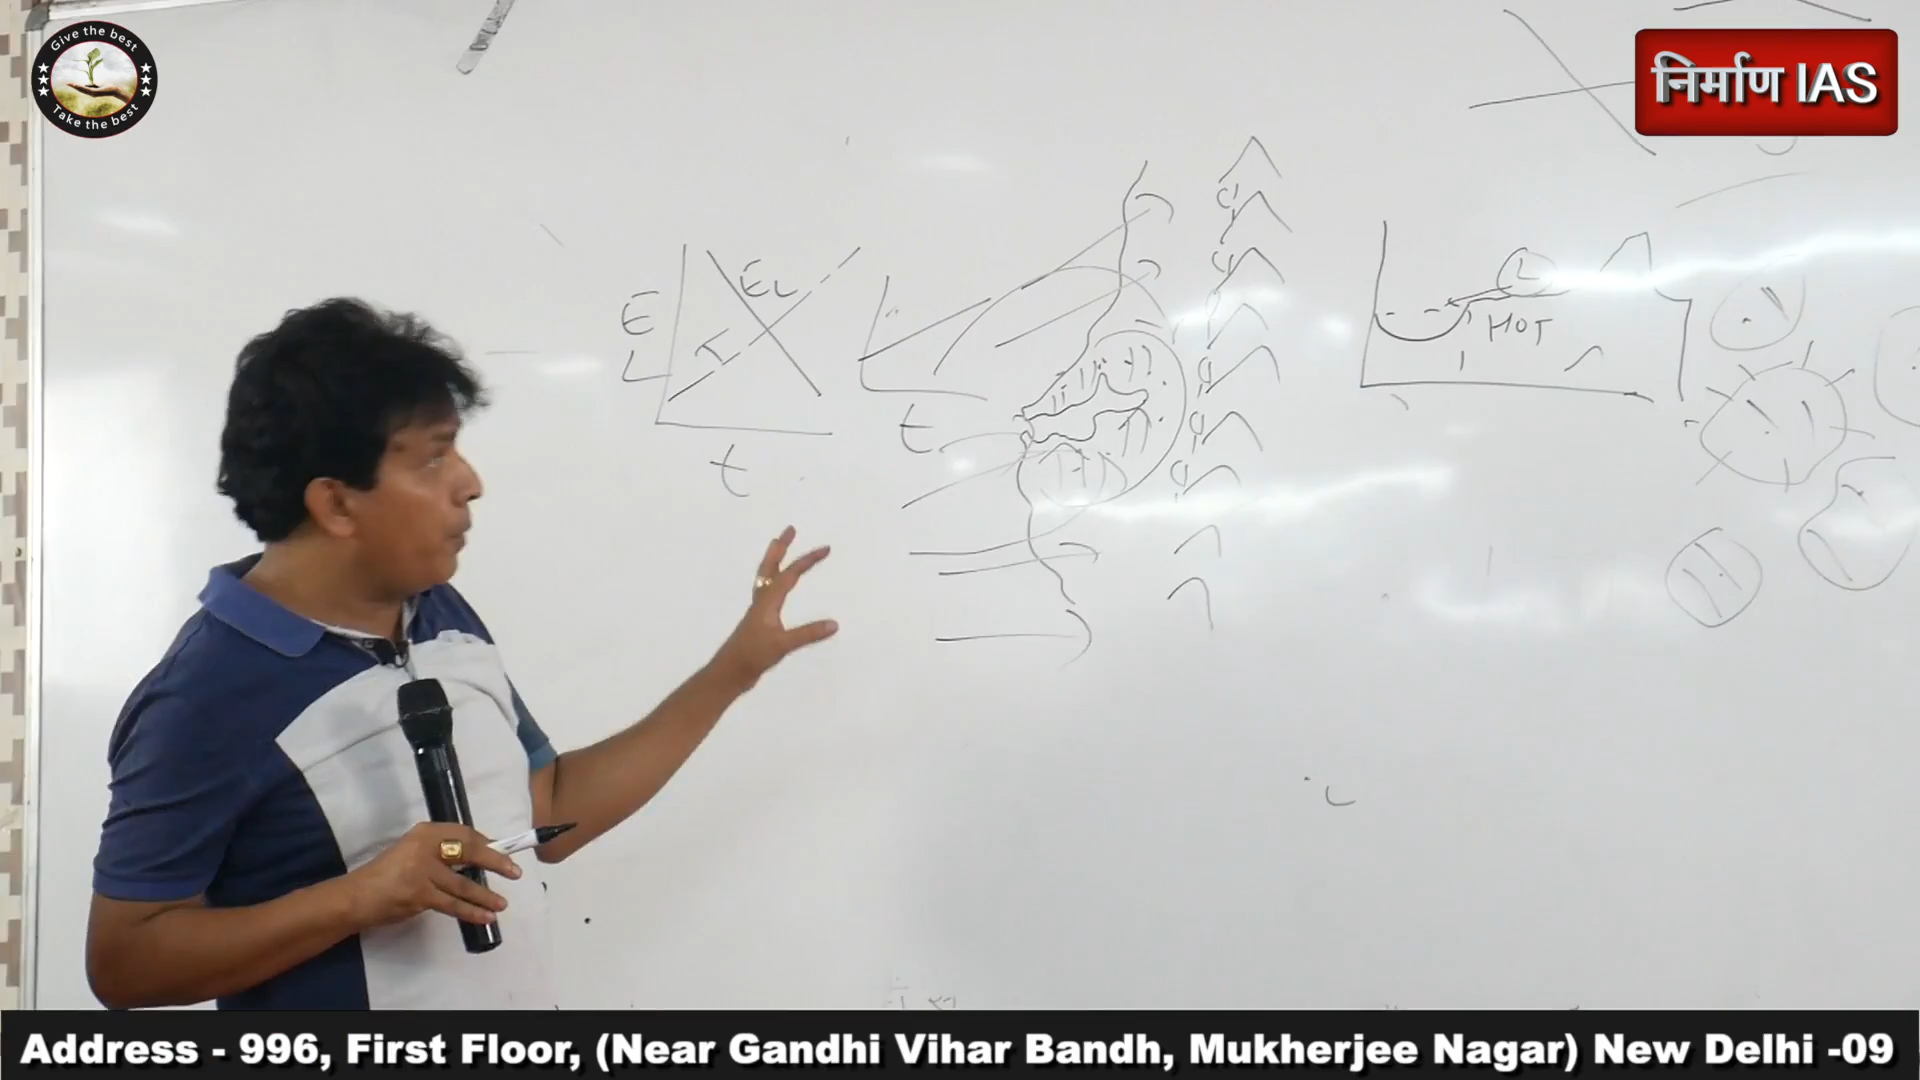 Give the best
Take the best
निर्माण IAS
E
L
EL
I
t
t
L
HOT
Address - 996, First Floor, (Near Gandhi Vihar Bandh, Mukherjee Nagar) New Delhi -09